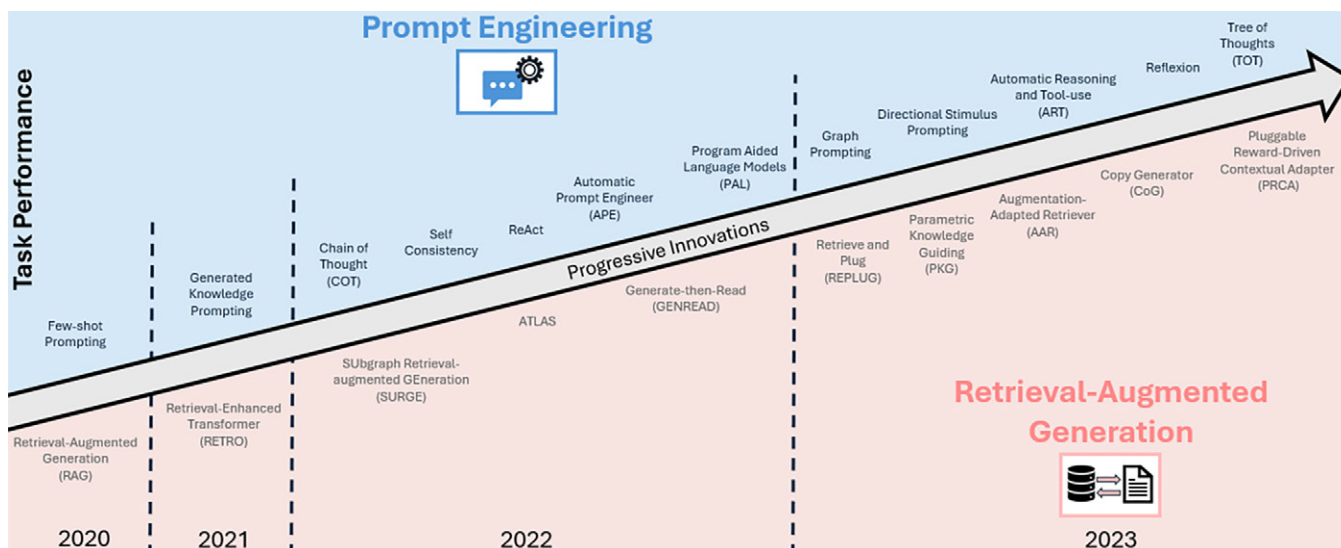 Prompt Engineering
Task Performance
Few-shot
Prompting
Generated
Knowledge
Prompting
Chain of
Thought
(COT)
Self
Consistency
ReAct
Automatic
Prompt Engineer
(APE)
Program Aided
Language Models
(PAL)
Graph
Prompting
Directional Stimulus
Prompting
Automatic Reasoning
and Tool-use
(ART)
Reflexion
Tree of
Thoughts
(TOT)
Progressive Innovations
Retrieval-Augmented
Generation
(RAG)
Retrieval-Enhanced
Transformer
(RETRO)
SUbgraph Retrieval-
augmented GEneration
(SURGE)
ATLAS
Generate-then-Read
(GENREAD)
Retrieve and
Plug
(REPLUG)
Parametric
Knowledge
Guiding
(PKG)
Augmentation-
Adapted Retriever
(AAR)
Copy Generator
(CoG)
Pluggable
Reward-Driven
Contextual Adapter
(PRCA)
Retrieval-Augmented
Generation
2020
2021
2022
2023